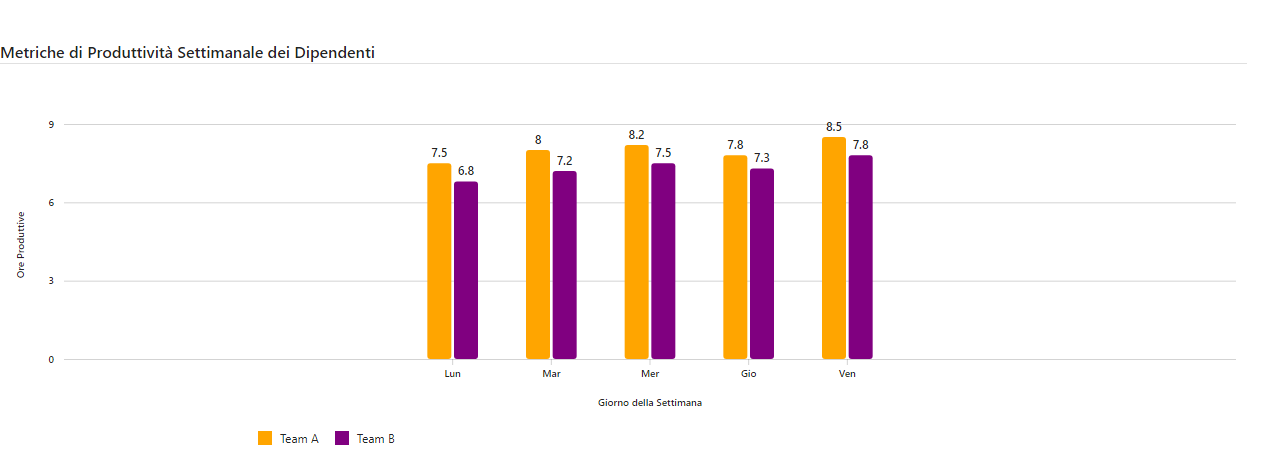 Metriche di Produttività Settimanale dei Dipendenti
Ore Produttive
9
6
3
0
7.5
6.8
8
7.2
8.2
7.5
7.8
7.3
8.5
7.8
Lun Mar Mer Gio Ven
Giorno della Settimana
Team A Team B